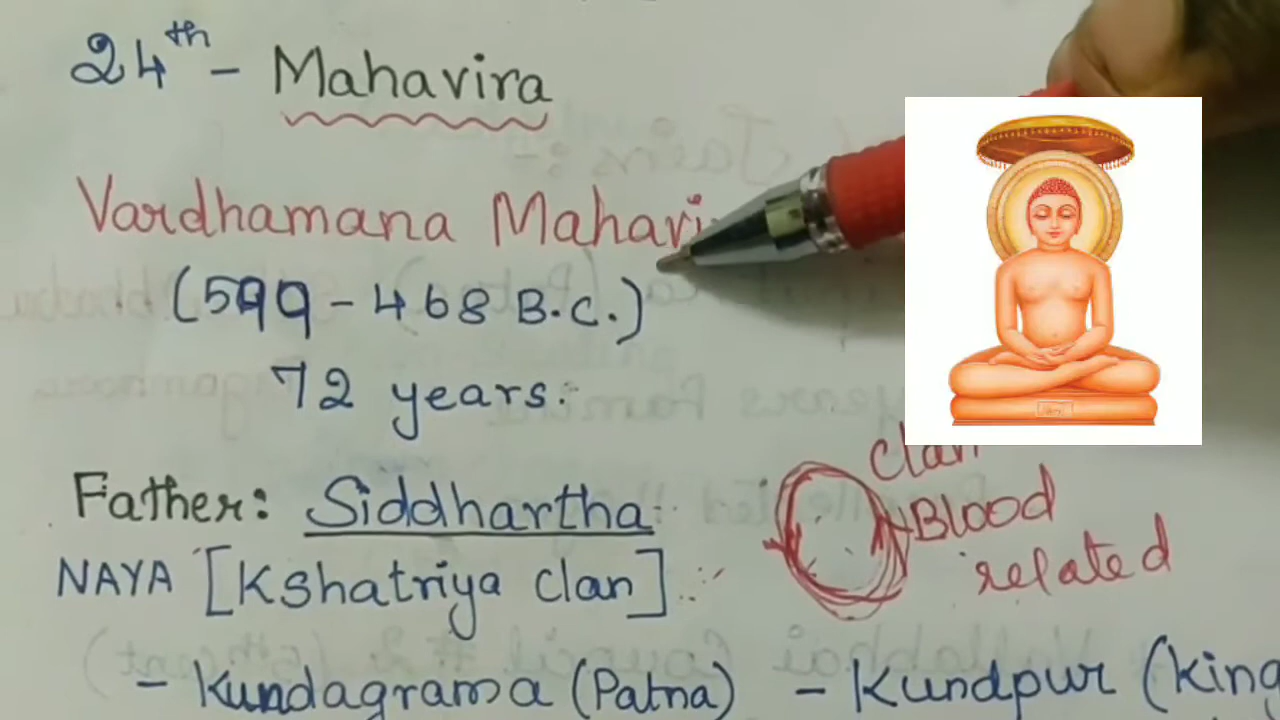 24th - Mahavira
Vardhamana
(599 - 468 B.C.)
72 years.
Father: Siddhartha
clan
Blood
related
NAYA [Kshatriya clan]
- Kundagrama (Patna) - Kundpur (King